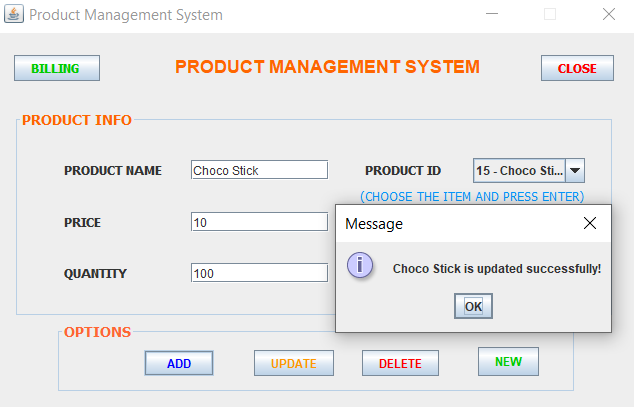 Product Management System
BILLING
PRODUCT MANAGEMENT SYSTEM
CLOSE
PRODUCT INFO
PRODUCT NAME
Choco Stick
PRODUCT ID
15 - Choco Sti...
(CHOOSE THE ITEM AND PRESS ENTER)
PRICE
10
QUANTITY
100
Message
Choco Stick is updated successfully!
OK
OPTIONS
ADD
UPDATE
DELETE
NEW